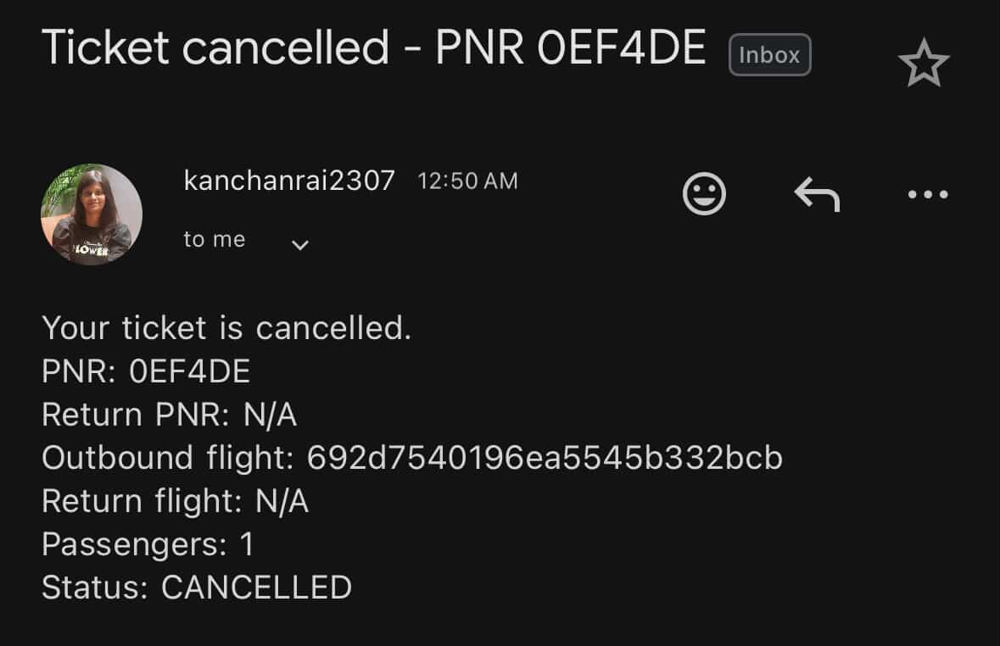 Ticket cancelled - PNR 0EF4DE Inbox
kanchanrai2307 12:50 AM
to me
Your ticket is cancelled.
PNR: 0EF4DE
Return PNR: N/A
Outbound flight: 692d7540196ea5545b332bcb
Return flight: N/A
Passengers: 1
Status: CANCELLED